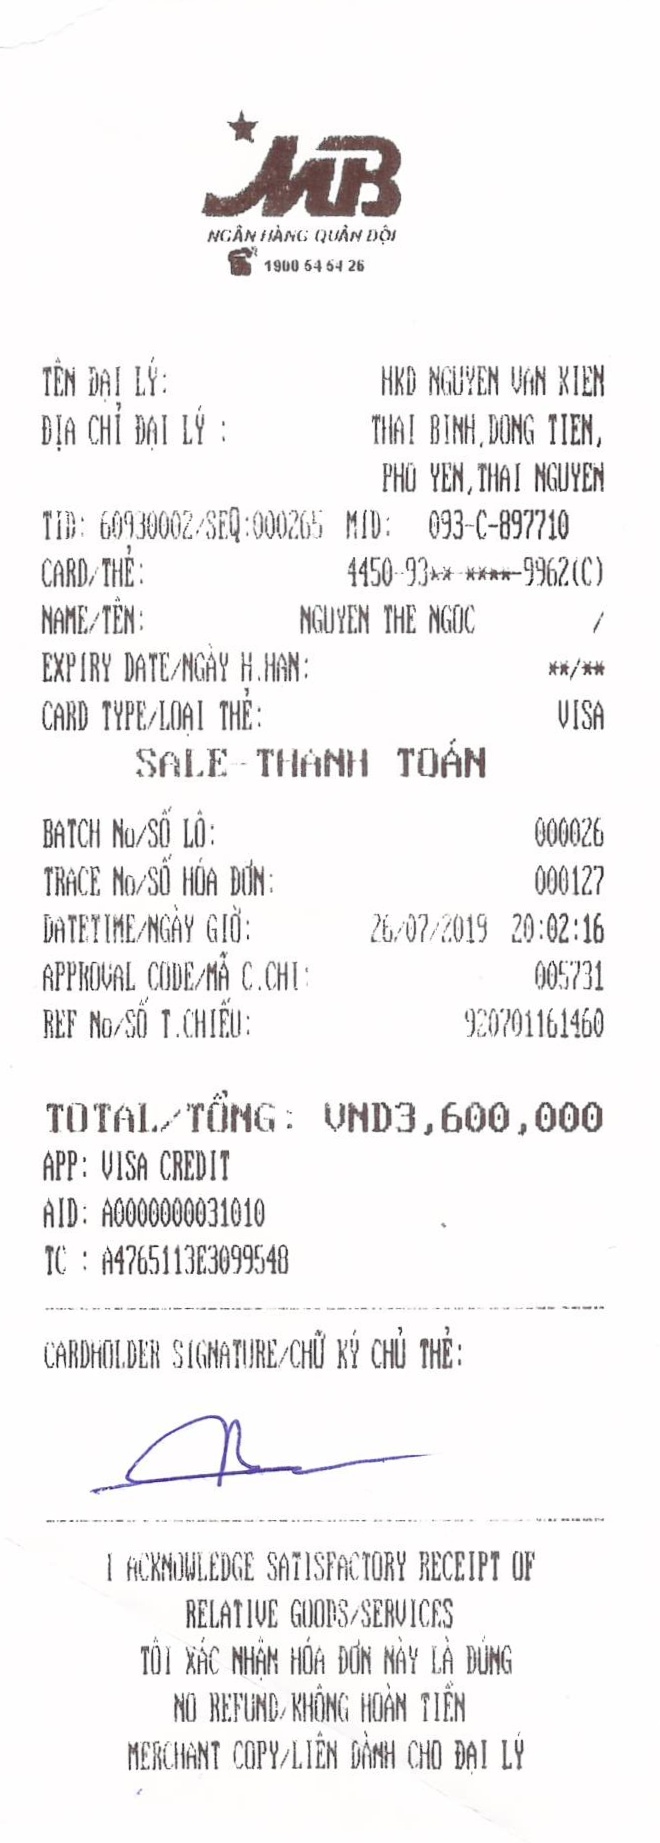 MB
NGÂN HÀNG QUÂN ĐỘI
1900 54 54 26
TÊN ĐẠI LÝ: HKD NGUYEN VAN KIEN
ĐỊA CHỈ ĐẠI LÝ : THAI BINH,DONG TIEN,
PHO YEN,THAI NGUYEN
TID: 60930002/SEQ:000265 MID: 093-C-897710
CARD/THẺ: 4450-93**-****-9962(C)
NAME/TÊN: NGUYEN THE NGOC /
EXPIRY DATE/NGÀY H.HẠN: **/**
CARD TYPE/LOẠI THẺ: VISA
SALE-THANH TOÁN
BATCH No/SỐ LÔ: 000026
TRACE No/SỐ HÓA ĐƠN: 000127
DATETIME/NGÀY GIỜ: 26/07/2019 20:02:16
APPROVAL CODE/MÃ C.CHI: 005731
REF No/SỐ T.CHIẾU: 920701161460
TOTAL/TỔNG: VND3,600,000
APP: VISA CREDIT
AID: A0000000031010
TC : A4765113E3099548
CARDHOLDER SIGNATURE/CHỮ KÝ CHỦ THẺ:
I ACKNOWLEDGE SATISFACTORY RECEIPT OF
RELATIVE GOODS/SERVICES
TÔI XÁC NHẬN HÓA ĐƠN NÀY LÀ ĐÚNG
NO REFUND/KHÔNG HOÀN TIỀN
MERCHANT COPY/LIÊN DÀNH CHO ĐẠI LÝ